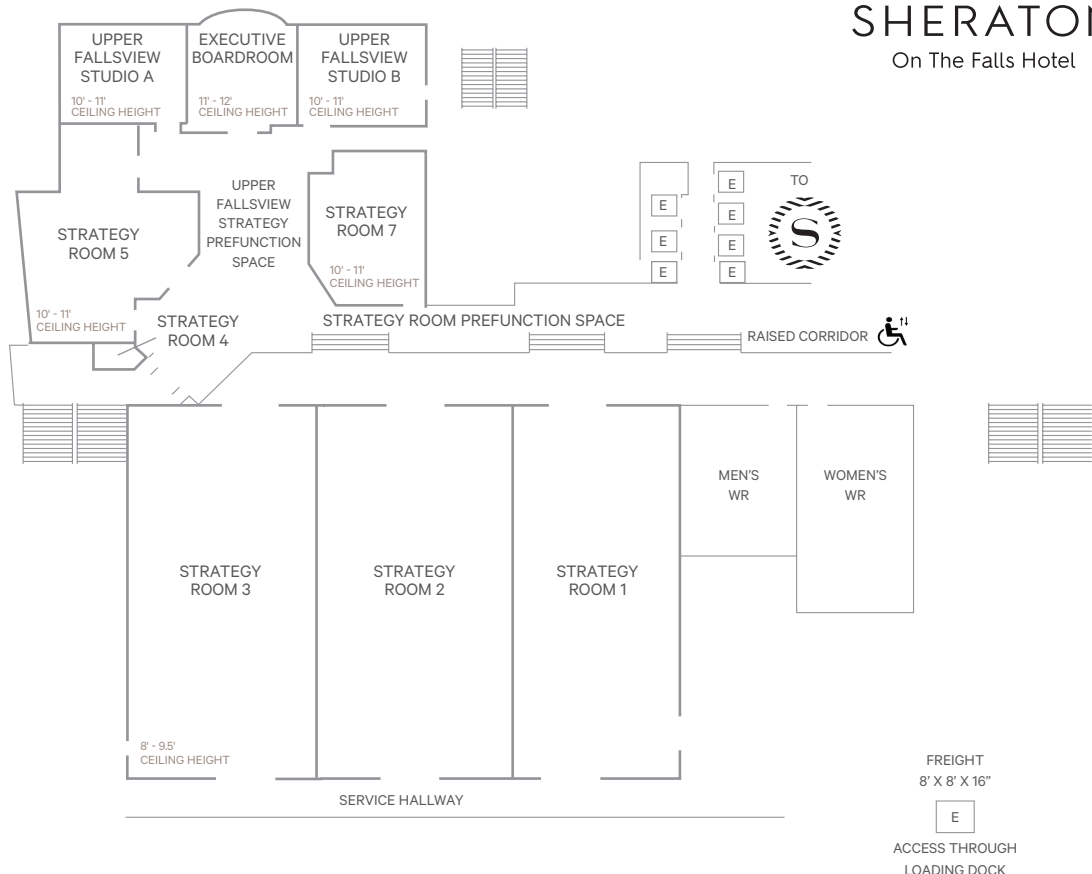 SHERATON
On The Falls Hotel
UPPER
FALLSVIEW
STUDIO A
10' - 11'
CEILING HEIGHT
EXECUTIVE
BOARDROOM
11' - 12'
CEILING HEIGHT
UPPER
FALLSVIEW
STUDIO B
10' - 11'
CEILING HEIGHT
UPPER
FALLSVIEW
STRATEGY
PREFUNCTION
SPACE
STRATEGY
ROOM 7
10' - 11'
CEILING HEIGHT
STRATEGY
ROOM 5
10' - 11'
CEILING HEIGHT
STRATEGY
ROOM 4
E
E
E
E
E
E
E
TO
S
STRATEGY ROOM PREFUNCTION SPACE
RAISED CORRIDOR
STRATEGY
ROOM 3
8' - 9.5'
CEILING HEIGHT
STRATEGY
ROOM 2
STRATEGY
ROOM 1
MEN'S
WR
WOMEN'S
WR
SERVICE HALLWAY
FREIGHT
8' X 8' X 16”
E
ACCESS THROUGH
LOADING DOCK